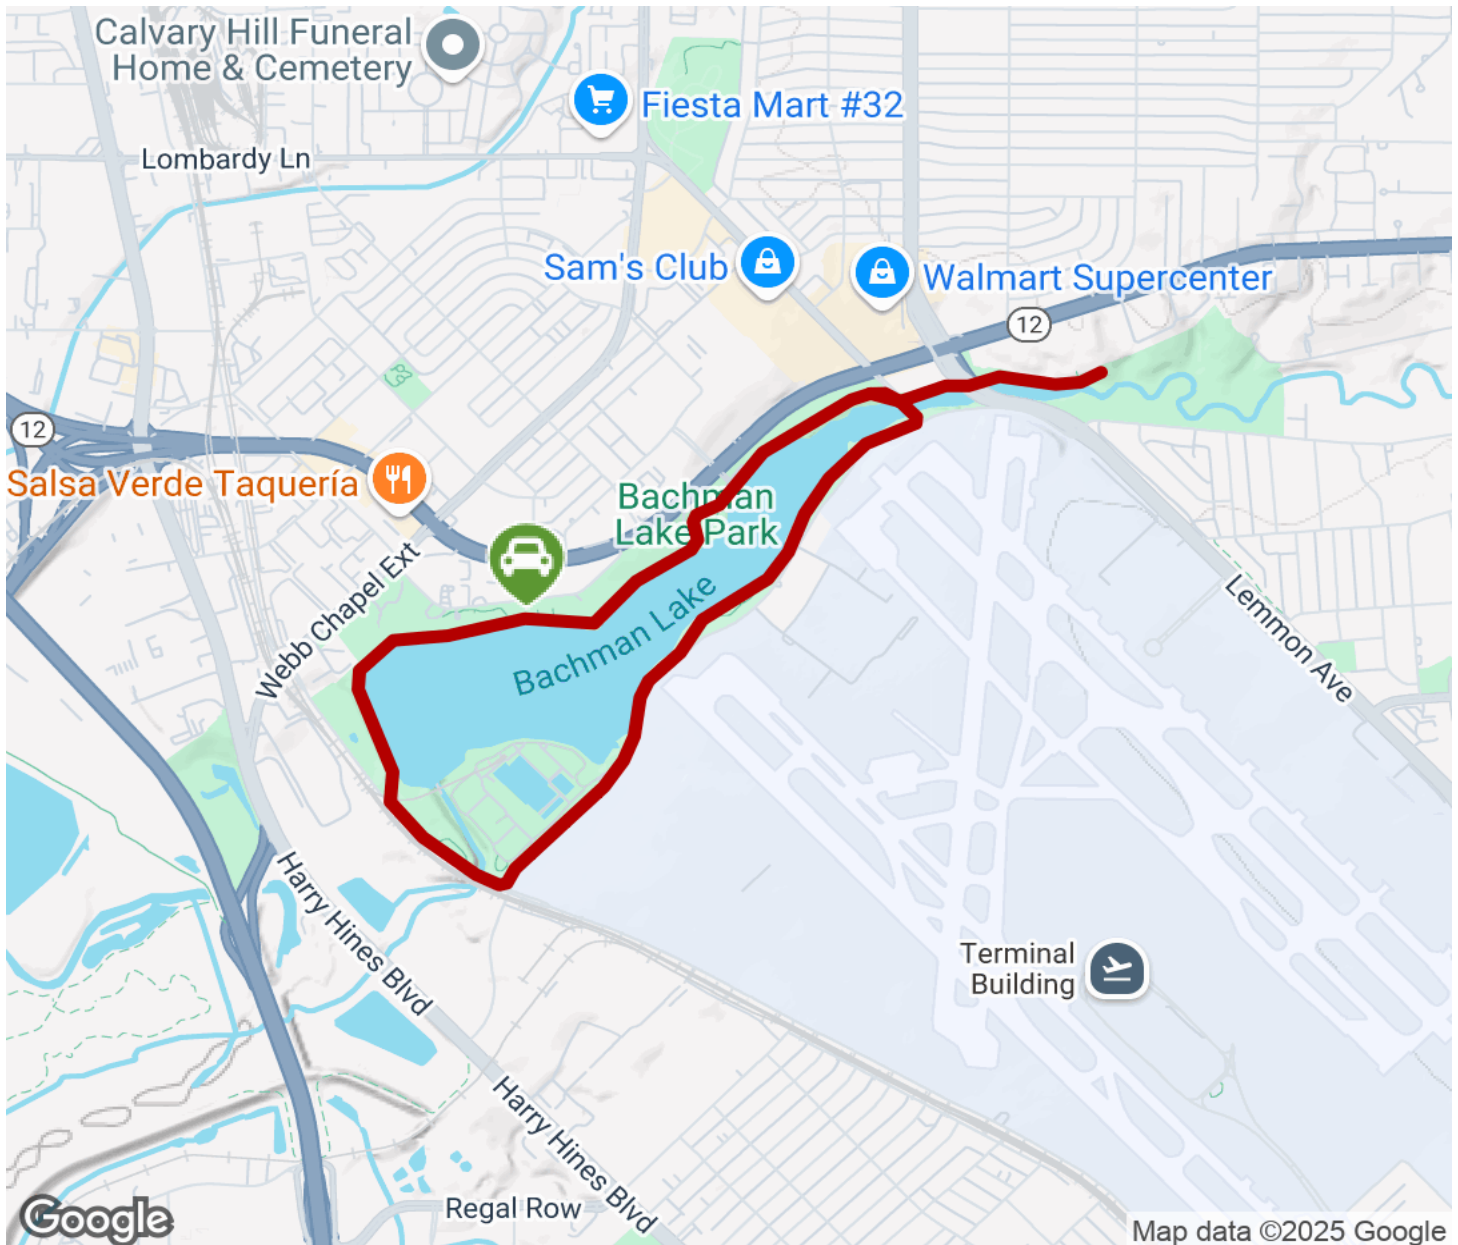 Calvary Hill Funeral
Home & Cemetery
Fiesta Mart #32
Lombardy Ln
Sam's Club
Walmart Supercenter
12
12
Salsa Verde Taquería
Bachman
Lake Park
Webb Chapel Ext
Bachman Lake
Lemmon Ave
Harry Hines Blvd
Terminal
Building
Harry Hines Blvd
Regal Row
Google
Map data ©2025 Google